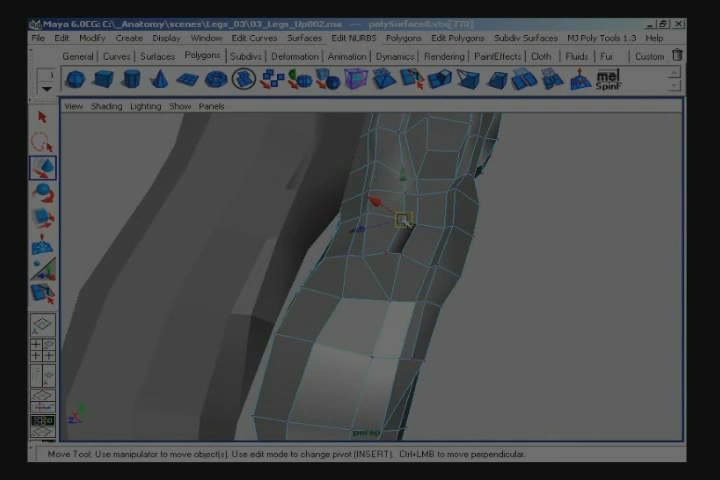 Maya 6.0CG: C:\_Anatomy\scenes\Legs_03\03_Legs_Up002.ma --- polySurface8.vtx[770]
File Edit Modify Create Display Window Edit Curves Surfaces Edit NURBS Polygons Edit Polygons Subdiv Surfaces MJ Poly Tools 1.3 Help
General Curves Surfaces Polygons Subdivs Deformation Animation Dynamics Rendering PaintEffects Cloth Fluids Fur Custom
1
mel
SpinF
View Shading Lighting Show Panels
persp
Move Tool: Use manipulator to move object(s). Use edit mode to change pivot (INSERT). Ctrl+LMB to move perpendicular.